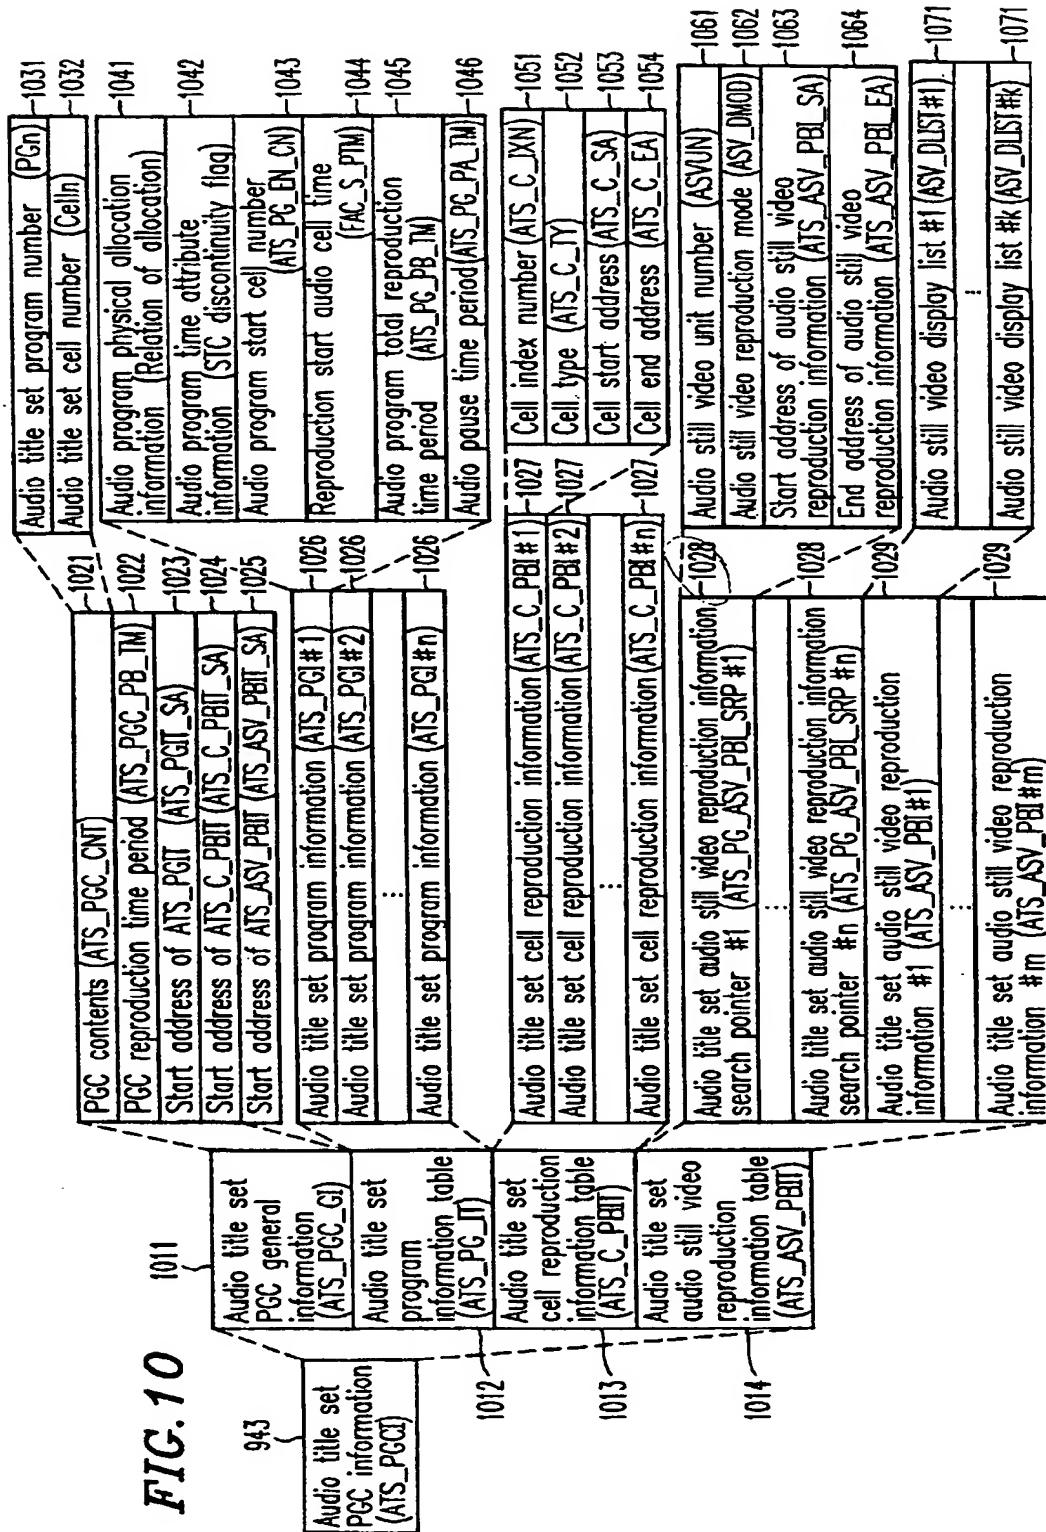 FIG. 10
943
Audio title set
PGC information
(ATS_PGCI)
1011
Audio title set
PGC general
information
(ATS_PGC_GI)
Audio title set
program
information table
(ATS_PG_IT)
1012
Audio title set
cell reproduction
information table
(ATS_C_PBIT)
1013
Audio title set
audio still video
reproduction
information table
(ATS_ASV_PBIT)
1014
PGC contents (ATS_PGC_CNT)
1021
PGC reproduction time period (ATS_PGC_PB_TM)
1022
Start address of ATS_PGIT (ATS_PGIT_SA)
1023
Start address of ATS_C_PBIT (ATS_C_PBIT_SA)
1024
Start address of ATS_ASV_PBIT (ATS_ASV_PBIT_SA)
1025
Audio title set program information (ATS_PGI#1)
1026
Audio title set program information (ATS_PGI#2)
1026
...
Audio title set program information (ATS_PGI#n)
1026
Audio title set cell reproduction information (ATS_C_PBI#1)
1027
Audio title set cell reproduction information (ATS_C_PBI#2)
1027
...
Audio title set cell reproduction information (ATS_C_PBI#n)
1027
Audio title set audio still video reproduction information
search pointer #1 (ATS_PG_ASV_PBI_SRP#1)
1028
...
Audio title set audio still video reproduction information
search pointer #n (ATS_PG_ASV_PBI_SRP#n)
1028
Audio title set audio still video reproduction
information #1 (ATS_ASV_PBI#1)
1029
...
Audio title set audio still video reproduction
information #m (ATS_ASV_PBI#m)
1029
Audio title set program number (PGn)
1031
Audio title set cell number (Celln)
1032
Audio program physical allocation
information (Relation of allocation)
1041
Audio program time attribute
information (STC discontinuity flag)
1042
Audio program start cell number
(ATS_PG_EN_CN)
1043
Reproduction start audio cell time
(FAC_S_PTM)
1044
Audio program total reproduction
time period (ATS_PG_PB_TM)
1045
Audio pause time period (ATS_PG_PA_TM)
1046
Cell index number (ATS_C_IXN)
1051
Cell type (ATS_C_TY)
1052
Cell start address (ATS_C_SA)
1053
Cell end address (ATS_C_EA)
1054
Audio still video unit number (ASVUN)
1061
Audio still video reproduction mode (ASV_DMOD)
1062
Start address of audio still video
reproduction information (ATS_ASV_PBI_SA)
1063
End address of audio still video
reproduction information (ATS_ASV_PBI_EA)
1064
Audio still video display list #1 (ASV_DLIST#1)
1071
...
Audio still video display list #k (ASV_DLIST#k)
1071